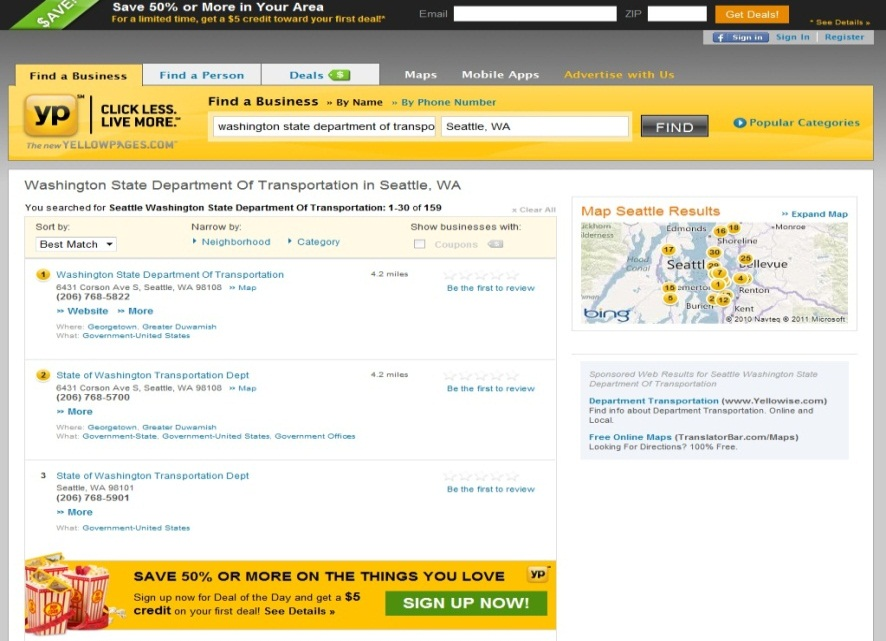 SAVE!
Save 50% or More in Your Area
For a limited time, get a $5 credit toward your first deal!*
Email
ZIP
Get Deals!
* See Details »
f Sign in
Sign In | Register
Find a Business
Find a Person
Deals $
Maps
Mobile Apps
Advertise with Us
yp SM
CLICK LESS.
LIVE MORE.
The new YELLOWPAGES.COM
Find a Business » By Name » By Phone Number
washington state department of transpo
Seattle, WA
FIND
Popular Categories
Washington State Department Of Transportation in Seattle, WA
You searched for Seattle Washington State Department Of Transportation: 1-30 of 159
x Clear All
Sort by:
Best Match
Narrow by:
Neighborhood
Category
Show businesses with:
Coupons
1 Washington State Department Of Transportation
6431 Corson Ave S, Seattle, WA 98108 » Map
(206) 768-5822
» Website » More
Where: Georgetown, Greater Duwamish
What: Government-United States
4.2 miles
Be the first to review
2 State of Washington Transportation Dept
6431 Corson Ave S, Seattle, WA 98108 » Map
(206) 768-5700
» More
Where: Georgetown, Greater Duwamish
What: Government-State, Government-United States, Government Offices
4.2 miles
Be the first to review
3 State of Washington Transportation Dept
Seattle, WA 98101
(206) 768-5901
» More
What: Government-United States
Be the first to review
SAVE 50% OR MORE ON THE THINGS YOU LOVE
yp
Sign up now for Deal of the Day and get a $5
credit on your first deal! See Details »
SIGN UP NOW!
Map Seattle Results
» Expand Map
Edmonds
16 18
Monroe
ilderness
Shoreline
17
30
Hood
Canal
Seattl
25
ellevue
7
4
15
emerto
1
Renton
5
2 12
Burien
Kent
bing
© 2010 Navteq © 2011 Microsoft
Sponsored Web Results for Seattle Washington State
Department Of Transportation
Department Transportation (www.Yellowise.com)
Find info about Department Transportation. Online and
Local.
Free Online Maps (TranslatorBar.com/Maps)
Looking For Directions? 100% Free.